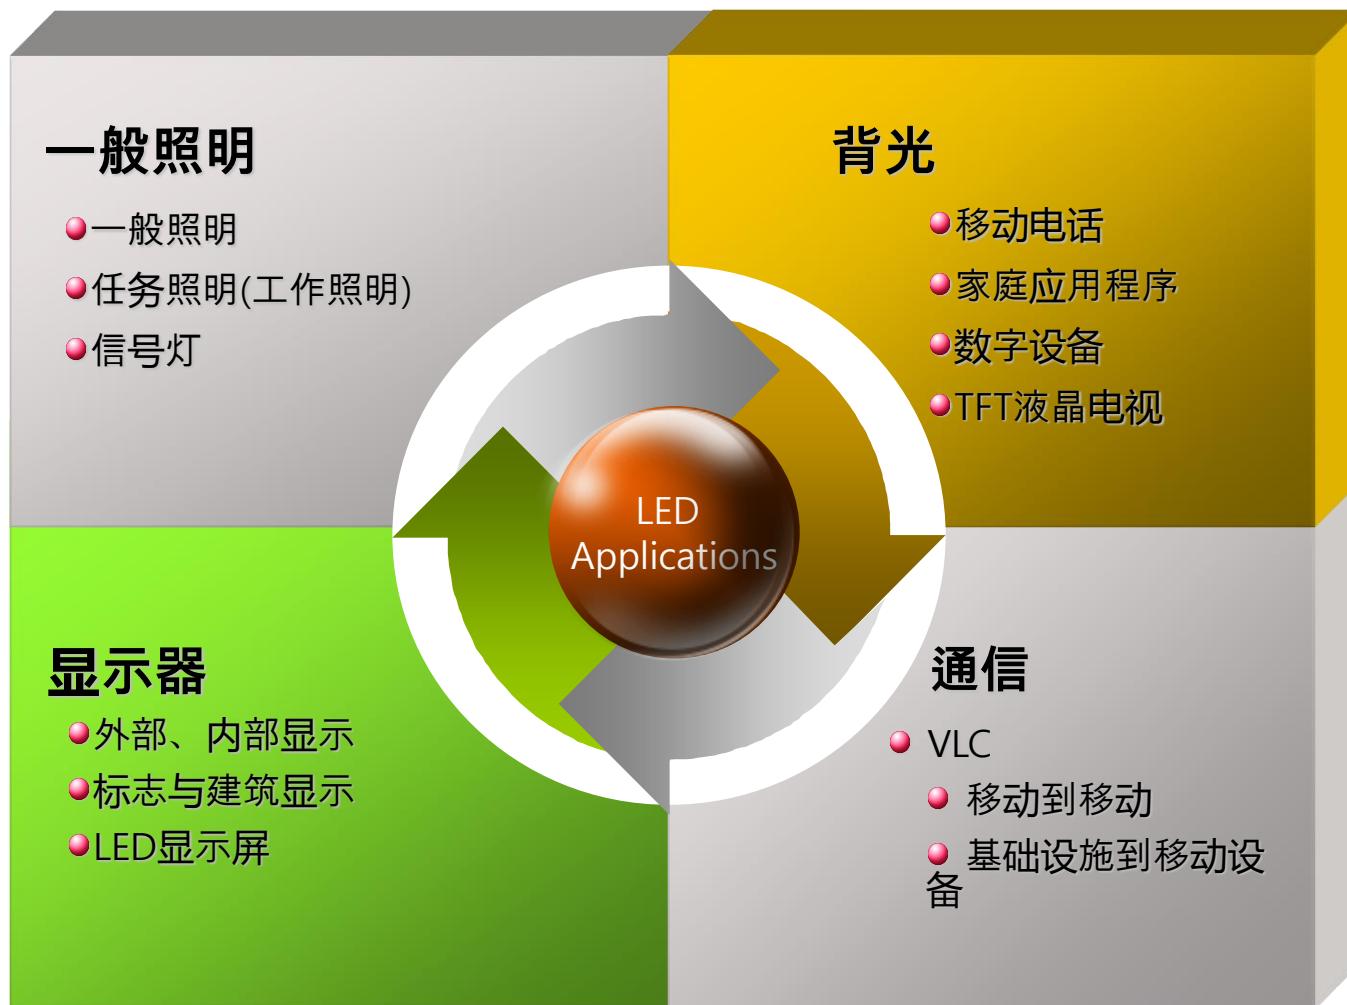 一般照明
一般照明
任务照明(工作照明)
信号灯
背光
移动电话
家庭应用程序
数字设备
TFT液晶电视
LED
Applications
显示器
外部、内部显示
标志与建筑显示
LED显示屏
通信
VLC
移动到移动
基础设施到移动设
备